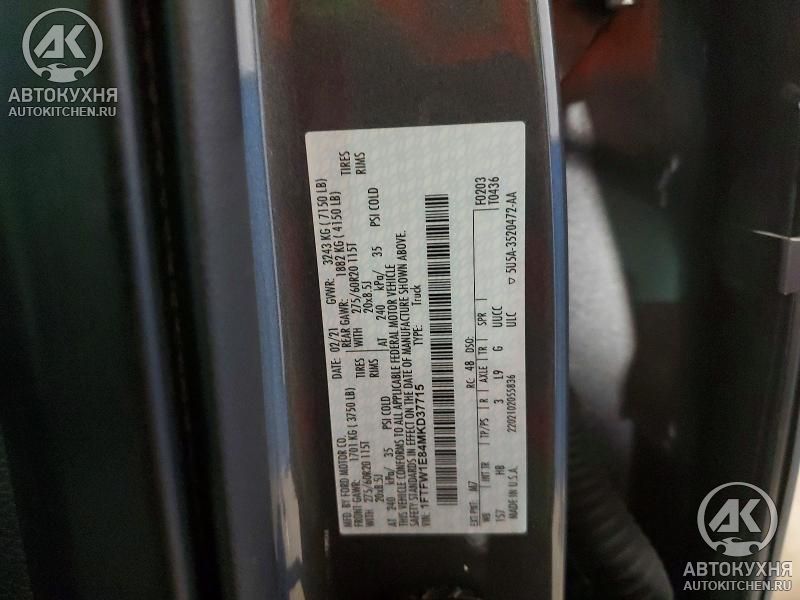 АК
АВТОКУХНЯ
AUTOKITCHEN.RU
MFD. BY FORD MOTOR CO.
DATE: 02/21 GVWR: 3243 KG ( 7150 LB)
FRONT GAWR: 1701 KG ( 3750 LB) REAR GAWR: 1882 KG ( 4150 LB)
WITH 275/60R20 115T TIRES WITH 275/60R20 115T TIRES
20x8.5J RIMS 20x8.5J RIMS
AT 240 kPa/ 35 PSI COLD AT 240 kPa/ 35 PSI COLD
THIS VEHICLE CONFORMS TO ALL APPLICABLE FEDERAL MOTOR VEHICLE
SAFETY STANDARDS IN EFFECT ON THE DATE OF MANUFACTURE SHOWN ABOVE.
VIN: 1FTFW1E84MKD37715 TYPE: Truck
F0203
T0436
EXT PNT: M7 RC: 48 DSO:
WB INT TR TP/PS R AXLE TR SPR
157 HB 3 L9 G UUCC
2202102055836 ULC
MADE IN U.S.A. 5U5A-3520472-AA
АК
АВТОКУХНЯ
AUTOKITCHEN.RU